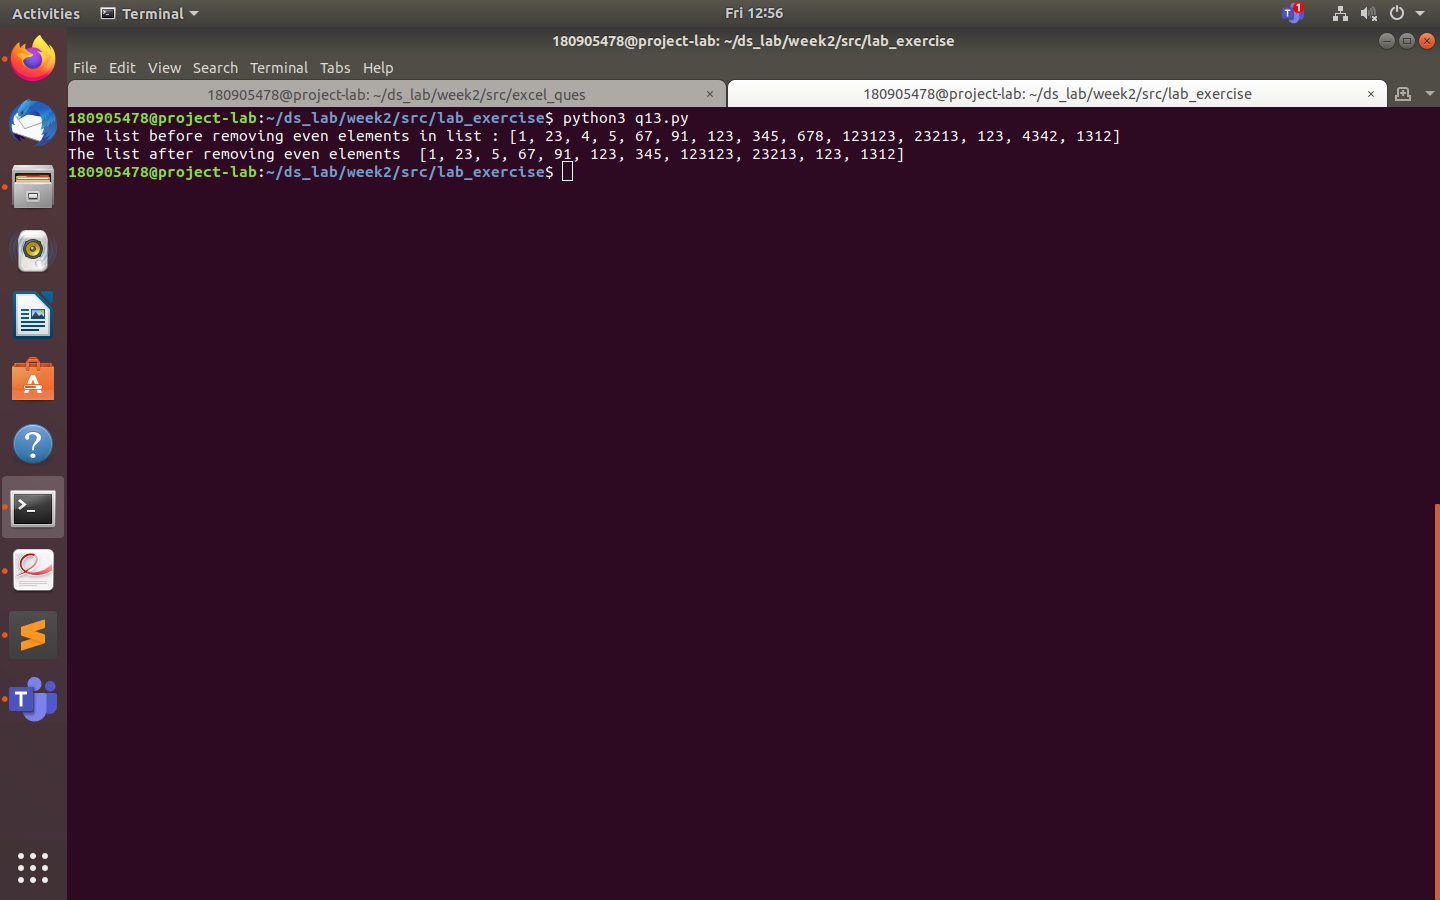 Activities Terminal Fri 12:56 1
180905478@project-lab: ~/ds_lab/week2/src/lab_exercise
File Edit View Search Terminal Tabs Help
180905478@project-lab: ~/ds_lab/week2/src/excel_ques × 180905478@project-lab: ~/ds_lab/week2/src/lab_exercise ×
180905478@project-lab:~/ds_lab/week2/src/lab_exercise$ python3 q13.py
The list before removing even elements in list : [1, 23, 4, 5, 67, 91, 123, 345, 678, 123123, 23213, 123, 4342, 1312]
The list after removing even elements  [1, 23, 5, 67, 91, 123, 345, 123123, 23213, 123, 1312]
180905478@project-lab:~/ds_lab/week2/src/lab_exercise$